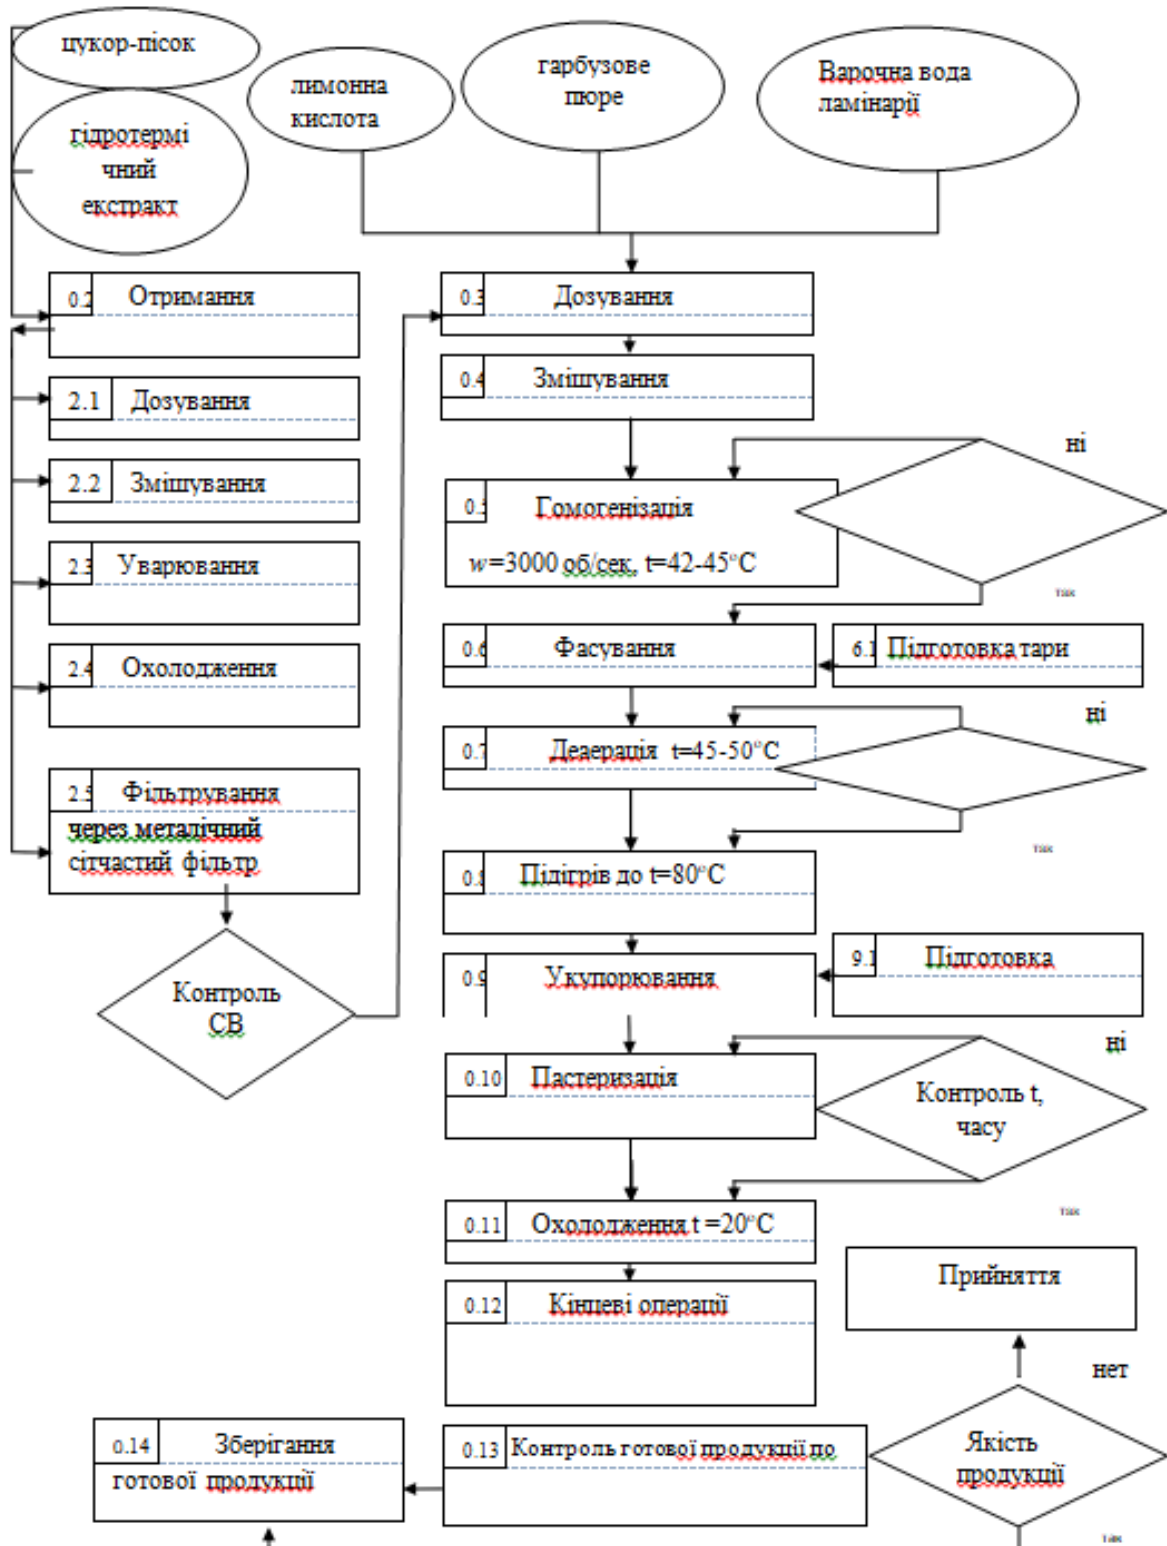 цукор-пісок
гідротермі
чний
екстракт
лимонна
кислота
гарбузове
пюре
Варочна вода
ламінарії
0.2 Отримання
2.1 Дозування
2.2 Змішування
2.3 Уварювання
2.4 Охолодження
2.5 Фільтрування
через металічний
сітчастий фільтр
Контроль
СВ
0.3 Дозування
0.4 Змішування
ні
0.5 Гомогенізація
w=3000 об/сек, t=42-45°C
так
0.6 Фасування
6.1 Підготовка тари
ні
0.7 Деаерація t=45-50°C
так
0.8 Підігрів до t=80°C
0.9 Укупорювання
9.1 Підготовка
ні
0.10 Пастеризація
Контроль t,
часу
так
0.11 Охолодження t =20°C
0.12 Кінцеві операції
Прийняття
нет
0.13 Контроль готової продукції по
Якість
продукції
так
0.14 Зберігання
готової продукції